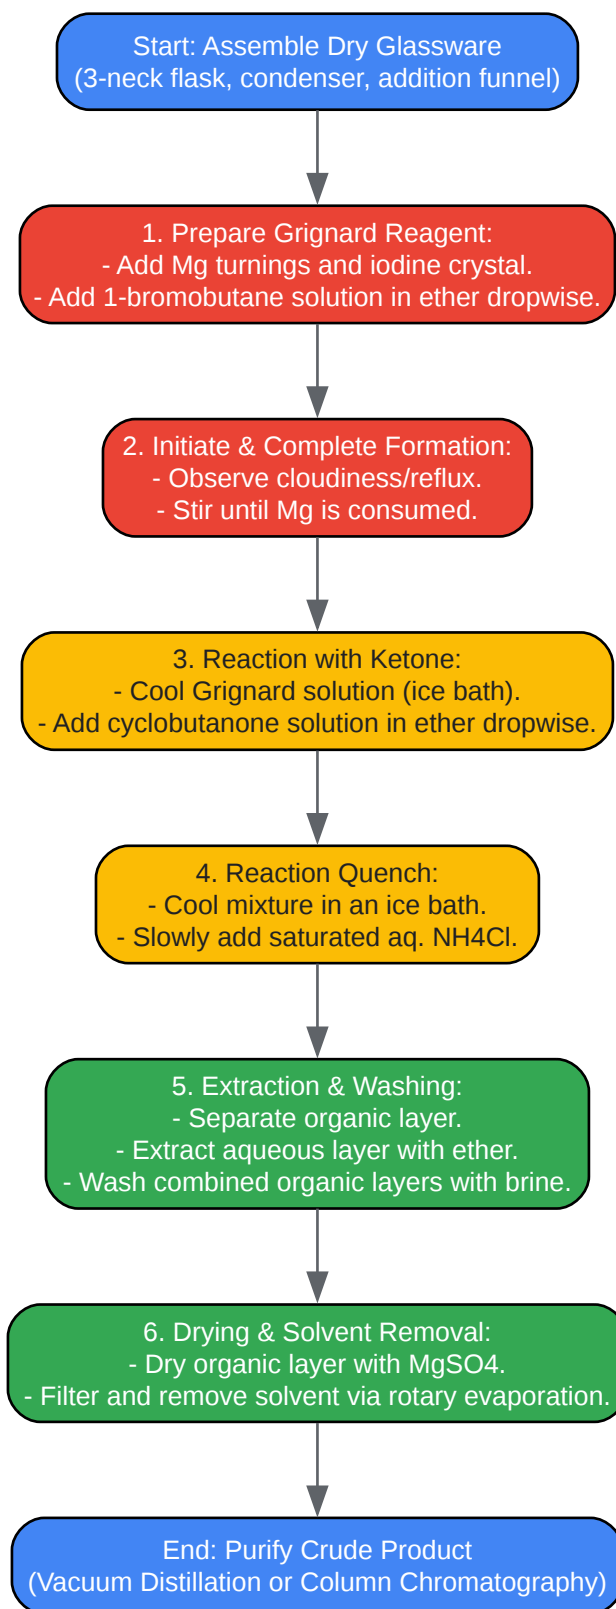 Start: Assemble Dry Glassware
(3-neck flask, condenser, addition funnel)
1. Prepare Grignard Reagent:
- Add Mg turnings and iodine crystal.
- Add 1-bromobutane solution in ether dropwise.
2. Initiate & Complete Formation:
- Observe cloudiness/reflux.
- Stir until Mg is consumed.
3. Reaction with Ketone:
- Cool Grignard solution (ice bath).
- Add cyclobutanone solution in ether dropwise.
4. Reaction Quench:
- Cool mixture in an ice bath.
- Slowly add saturated aq. NH4Cl.
5. Extraction & Washing:
- Separate organic layer.
- Extract aqueous layer with ether.
- Wash combined organic layers with brine.
6. Drying & Solvent Removal:
- Dry organic layer with MgSO4.
- Filter and remove solvent via rotary evaporation.
End: Purify Crude Product
(Vacuum Distillation or Column Chromatography)